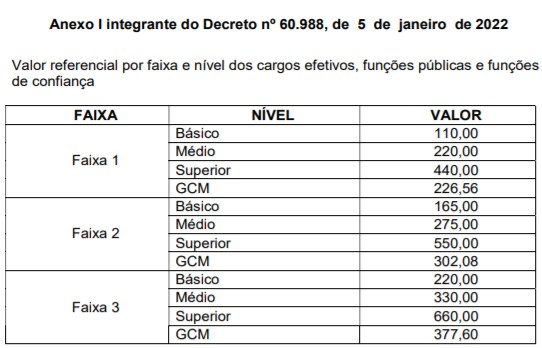 Anexo I integrante do Decreto nº 60.988, de 5 de janeiro de 2022
Valor referencial por faixa e nível dos cargos efetivos, funções públicas e funções
de confiança
FAIXA NÍVEL VALOR
Faixa 1
Básico 110,00
Médio 220,00
Superior 440,00
GCM 226,56
Faixa 2
Básico 165,00
Médio 275,00
Superior 550,00
GCM 302,08
Faixa 3
Básico 220,00
Médio 330,00
Superior 660,00
GCM 377,60